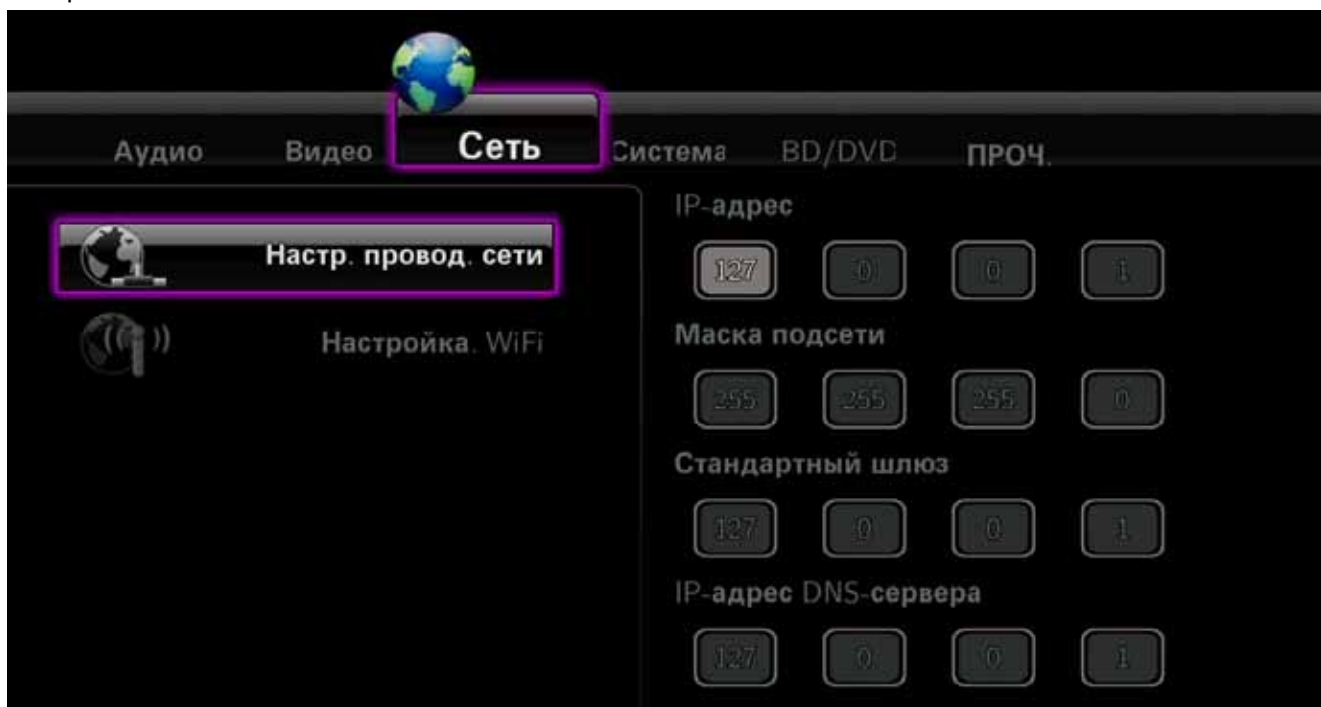 Аудио Видео Сеть Система BD/DVD ПРОЧ.
Настр. провод. сети
Настройка. WiFi
IP-адрес
127 0 0 1
Маска подсети
255 255 255 0
Стандартный шлюз
127 0 0 1
IP-адрес DNS-сервера
127 0 0 1